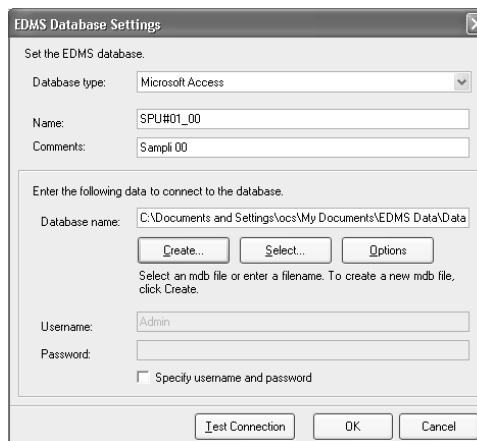 EDMS Database Settings
Set the EDMS database.
Database type: Microsoft Access
Name: SPU#01_00
Comments: Sampli 00
Enter the following data to connect to the database.
Database name: C:\Documents and Settings\ocs\My Documents\EDMS Data\Data
Create... Select... Options
Select an mdb file or enter a filename. To create a new mdb file,
click Create.
Username: Admin
Password:
Specify username and password
Test Connection OK Cancel